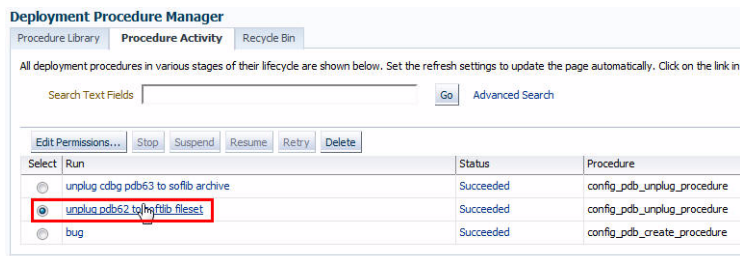 Deployment Procedure Manager
Procedure Library Procedure Activity Recycle Bin
All deployment procedures in various stages of their lifecycle are shown below. Set the refresh settings to update the page automatically. Click on the link in
Search Text Fields Go Advanced Search
Edit Permissions... Stop Suspend Resume Retry Delete
Select Run Status Procedure
unplug cdbg pdb63 to soflib archive Succeeded config_pdb_unplug_procedure
unplug pdb62 to softlib fileset Succeeded config_pdb_unplug_procedure
bug Succeeded config_pdb_create_procedure